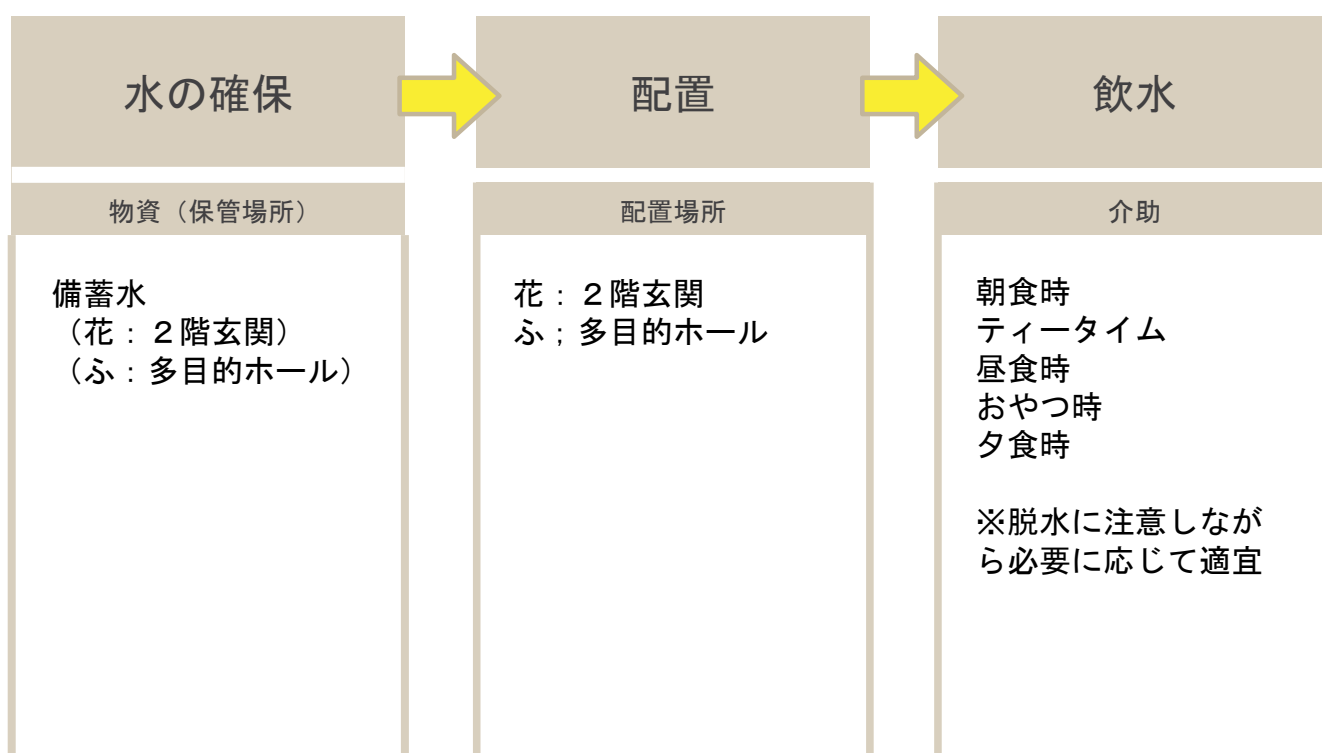 水の確保
配置
飲水
物資（保管場所）
配置場所
介助
備蓄水
（花：２階玄関）
（ふ：多目的ホール）
花：２階玄関
ふ；多目的ホール
朝食時
ティータイム
昼食時
おやつ時
夕食時
※脱水に注意しなが
ら必要に応じて適宜